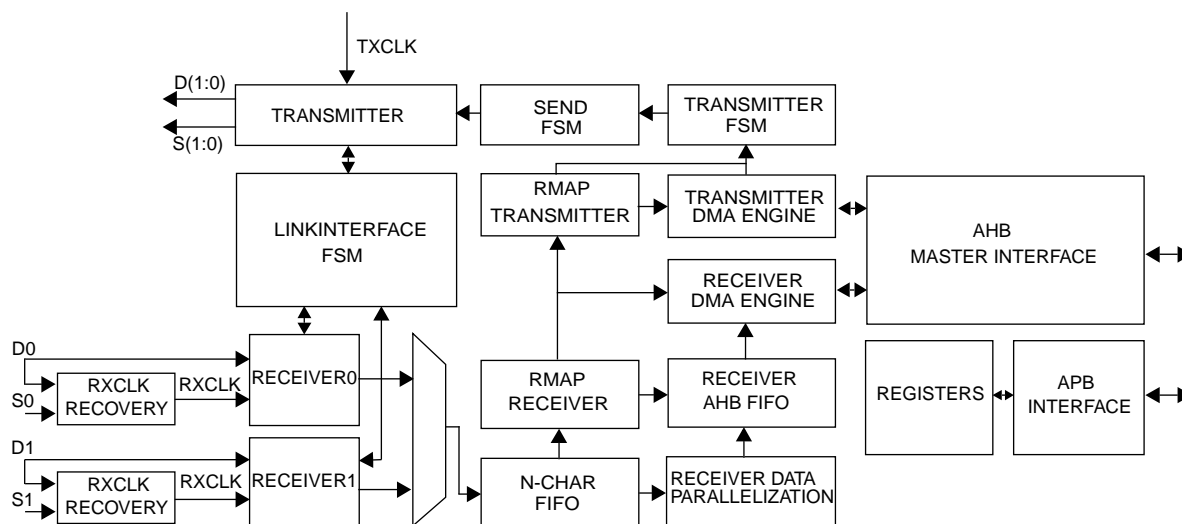 TXCLK
D(1:0)
S(1:0)
TRANSMITTER
SEND
FSM
TRANSMITTER
FSM
LINKINTERFACE
FSM
RMAP
TRANSMITTER
TRANSMITTER
DMA ENGINE
AHB
MASTER INTERFACE
RECEIVER
DMA ENGINE
D0
S0
RXCLK
RECOVERY
RXCLK
RECEIVER0
RMAP
RECEIVER
RECEIVER
AHB FIFO
REGISTERS
APB
INTERFACE
D1
S1
RXCLK
RECOVERY
RXCLK
RECEIVER1
N-CHAR
FIFO
RECEIVER DATA
PARALLELIZATION